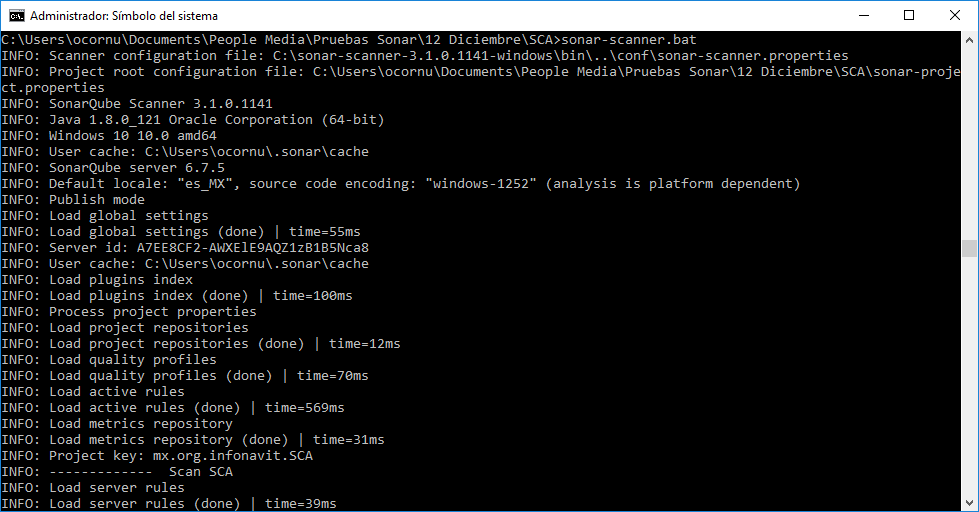 Administrador: Símbolo del sistema
C:\Users\ocornu\Documents\People Media\Pruebas Sonar\12 Diciembre\SCA>sonar-scanner.bat
INFO: Scanner configuration file: C:\sonar-scanner-3.1.0.1141-windows\bin\..\conf\sonar-scanner.properties
INFO: Project root configuration file: C:\Users\ocornu\Documents\People Media\Pruebas Sonar\12 Diciembre\SCA\sonar-proje
ct.properties
INFO: SonarQube Scanner 3.1.0.1141
INFO: Java 1.8.0_121 Oracle Corporation (64-bit)
INFO: Windows 10 10.0 amd64
INFO: User cache: C:\Users\ocornu\.sonar\cache
INFO: SonarQube server 6.7.5
INFO: Default locale: "es_MX", source code encoding: "windows-1252" (analysis is platform dependent)
INFO: Publish mode
INFO: Load global settings
INFO: Load global settings (done) | time=55ms
INFO: Server id: A7EE8CF2-AWXElE9AQZ1zB1B5Nca8
INFO: User cache: C:\Users\ocornu\.sonar\cache
INFO: Load plugins index
INFO: Load plugins index (done) | time=100ms
INFO: Process project properties
INFO: Load project repositories
INFO: Load project repositories (done) | time=12ms
INFO: Load quality profiles
INFO: Load quality profiles (done) | time=70ms
INFO: Load active rules
INFO: Load active rules (done) | time=569ms
INFO: Load metrics repository
INFO: Load metrics repository (done) | time=31ms
INFO: Project key: mx.org.infonavit.SCA
INFO: -------------  Scan SCA
INFO: Load server rules
INFO: Load server rules (done) | time=39ms